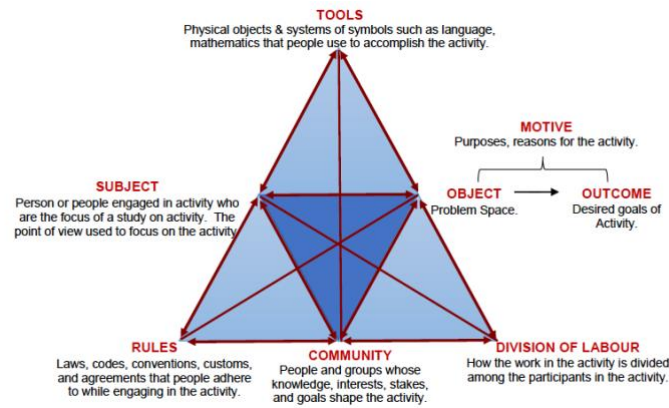 TOOLS
Physical objects & systems of symbols such as language,
mathematics that people use to accomplish the activity.
MOTIVE
Purposes, reasons for the activity.
SUBJECT
Person or people engaged in activity who
are the focus of a study on activity. The
point of view used to focus on the activity
OBJECT
Problem Space.
OUTCOME
Desired goals of
Activity.
RULES
Laws, codes, conventions, customs,
and agreements that people adhere
to while engaging in the activity.
COMMUNITY
People and groups whose
knowledge, interests, stakes,
and goals shape the activity.
DIVISION OF LABOUR
How the work in the activity is divided
among the participants in the activity.